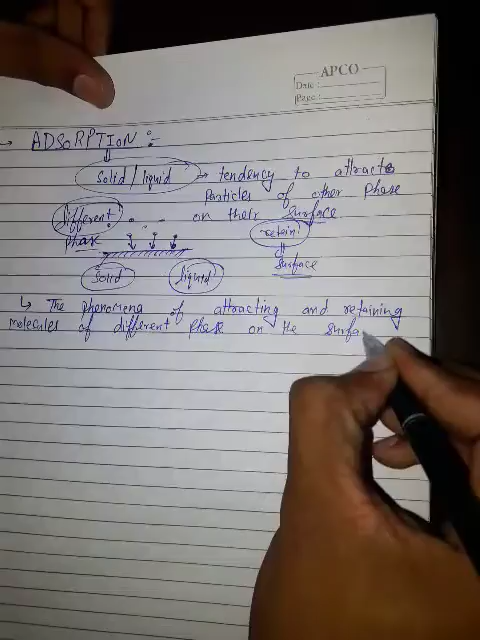 APCO
Date :
Page :
→ ADSORPTION :-
Solid / liquid → tendency to attracts
Particles of other Phase
on their Surface
Different
Phase
retain
Surface
Solid liquid
↳ The Phenomena of attracting and retaining
molecules of different Phase on the Surfa